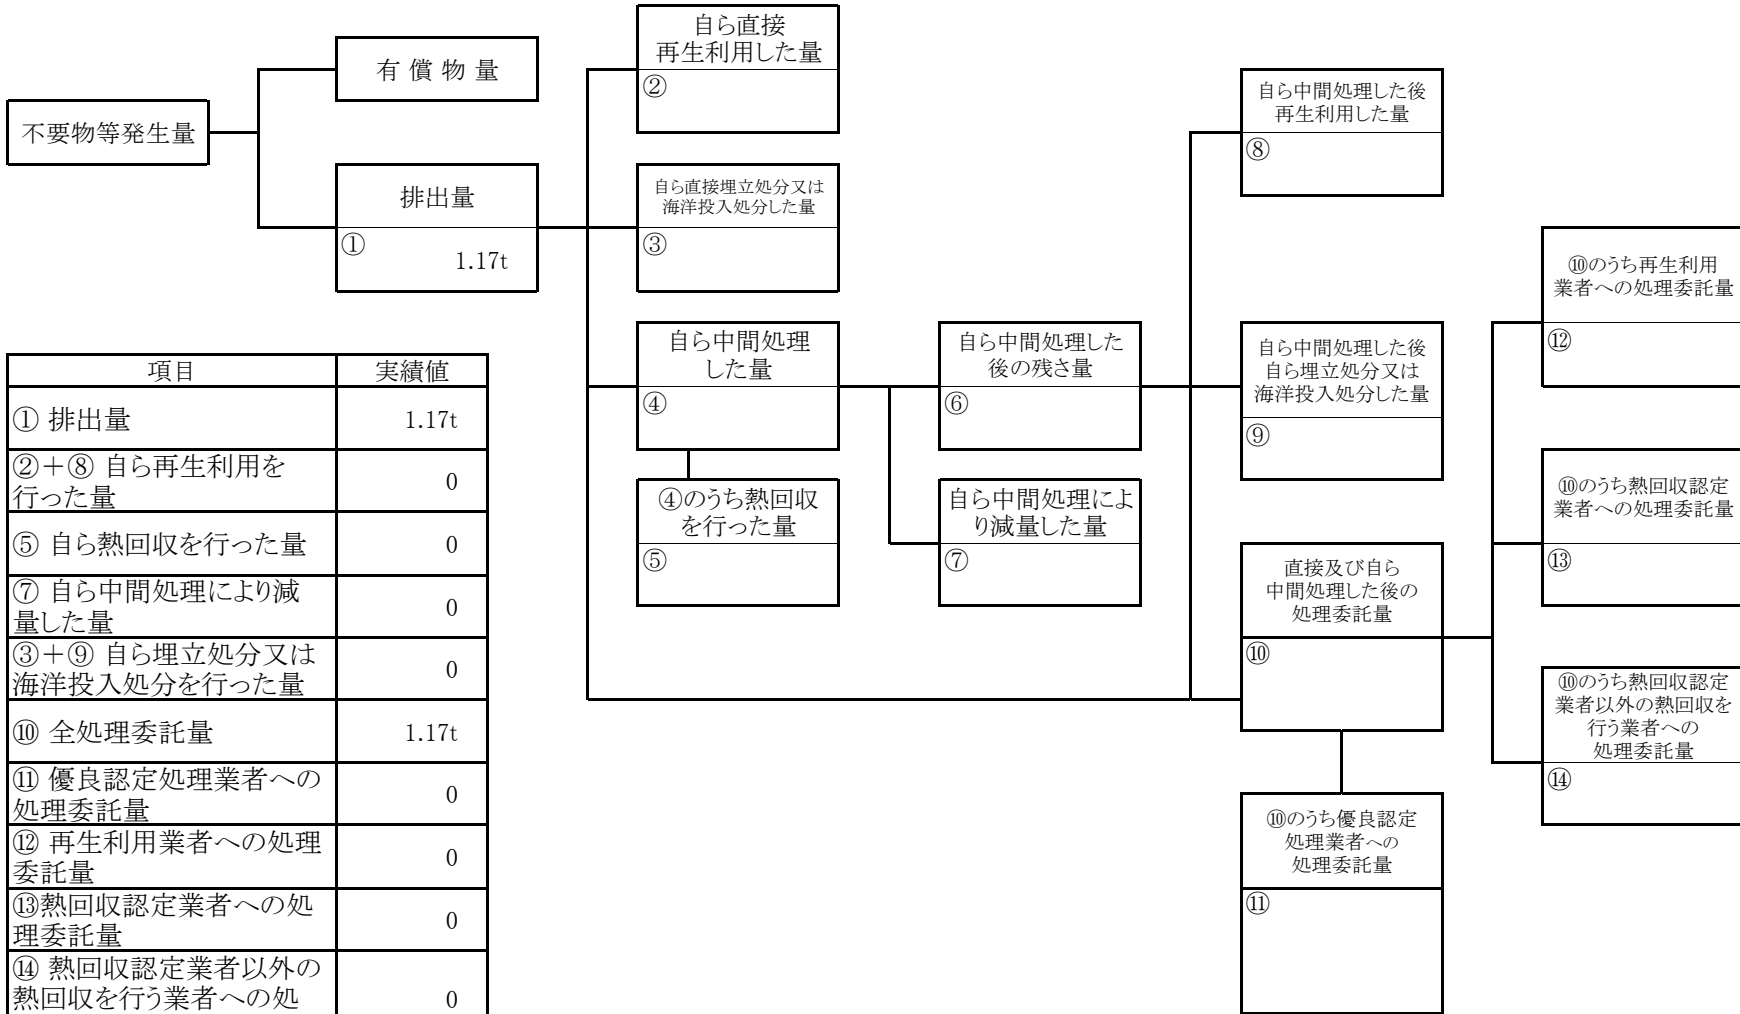 不要物等発生量
有 償 物 量
排出量
①
1.17t
自ら直接
再生利用した量
②
自ら直接埋立処分又は
海洋投入処分した量
③
自ら中間処理
した量
④
④のうち熱回収
を行った量
⑤
自ら中間処理した
後の残さ量
⑥
自ら中間処理によ
り減量した量
⑦
自ら中間処理した後
再生利用した量
⑧
自ら中間処理した後
自ら埋立処分又は
海洋投入処分した量
⑨
直接及び自ら
中間処理した後の
処理委託量
⑩
⑩のうち優良認定
処理業者への
処理委託量
⑪
⑩のうち再生利用
業者への処理委託量
⑫
⑩のうち熱回収認定
業者への処理委託量
⑬
⑩のうち熱回収認定
業者以外の熱回収を
行う業者への
処理委託量
⑭
項目 実績値
① 排出量 1.17t
②＋⑧ 自ら再生利用を
行った量 0
⑤ 自ら熱回収を行った量 0
⑦ 自ら中間処理により減
量した量 0
③＋⑨ 自ら埋立処分又は
海洋投入処分を行った量 0
⑩ 全処理委託量 1.17t
⑪ 優良認定処理業者への
処理委託量 0
⑫ 再生利用業者への処理
委託量 0
⑬熱回収認定業者への処
理委託量 0
⑭ 熱回収認定業者以外の
熱回収を行う業者への処 0